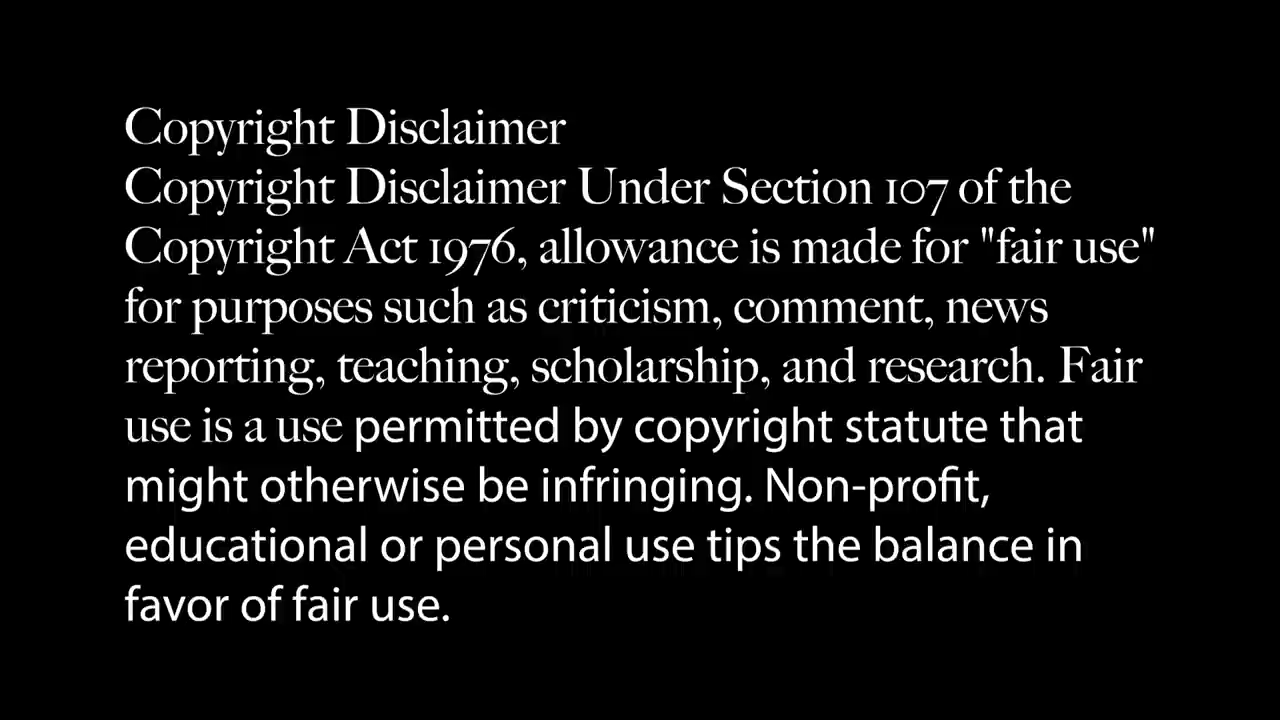 Copyright Disclaimer
Copyright Disclaimer Under Section 107 of the
Copyright Act 1976, allowance is made for "fair use"
for purposes such as criticism, comment, news
reporting, teaching, scholarship, and research. Fair
use is a use permitted by copyright statute that
might otherwise be infringing. Non-profit,
educational or personal use tips the balance in
favor of fair use.